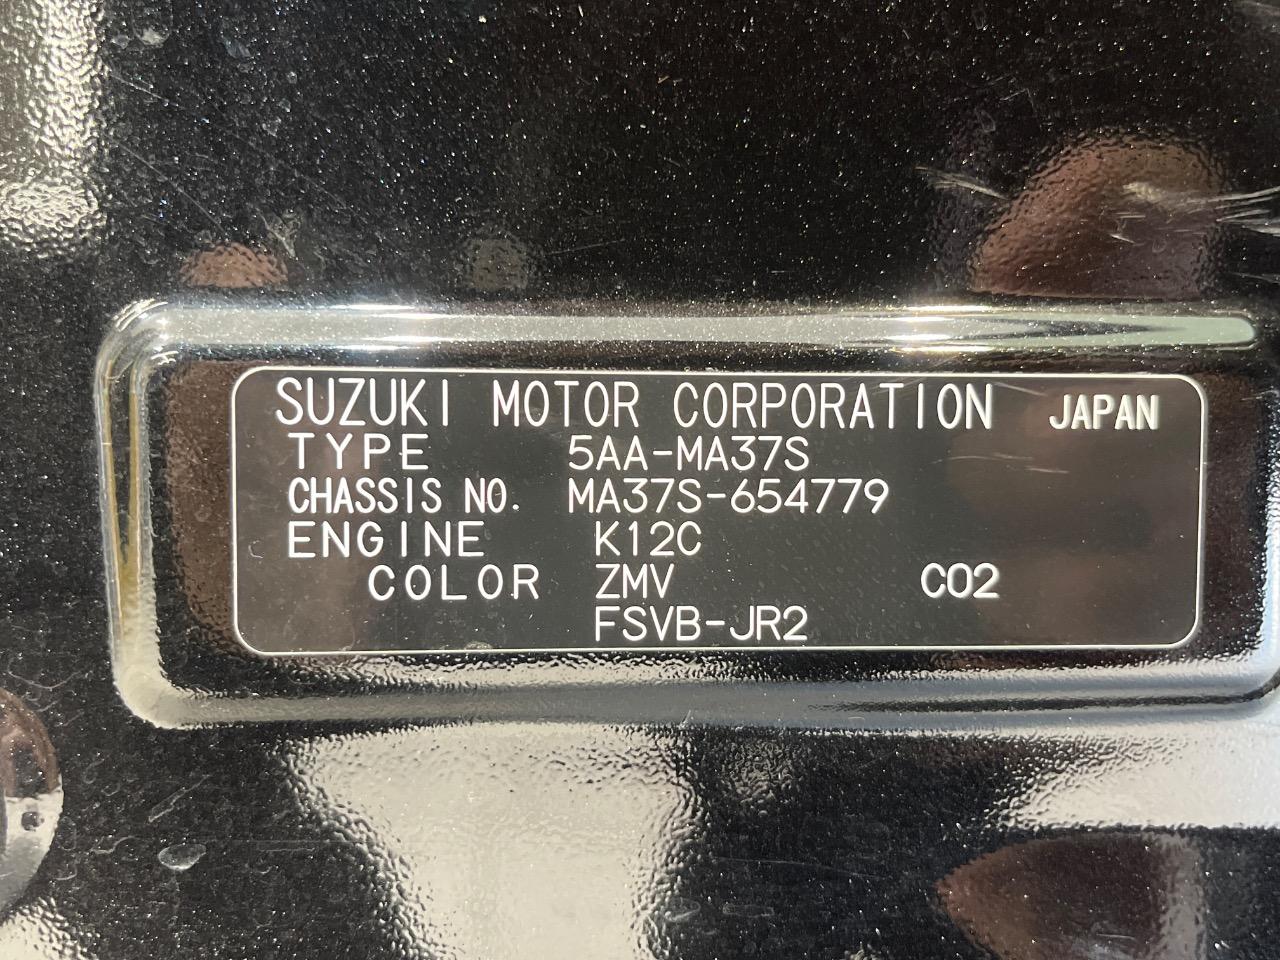 SUZUKI MOTOR CORPORATION JAPAN
TYPE 5AA-MA37S
CHASSIS NO. MA37S-654779
ENGINE K12C
COLOR ZMV C02
FSVB-JR2